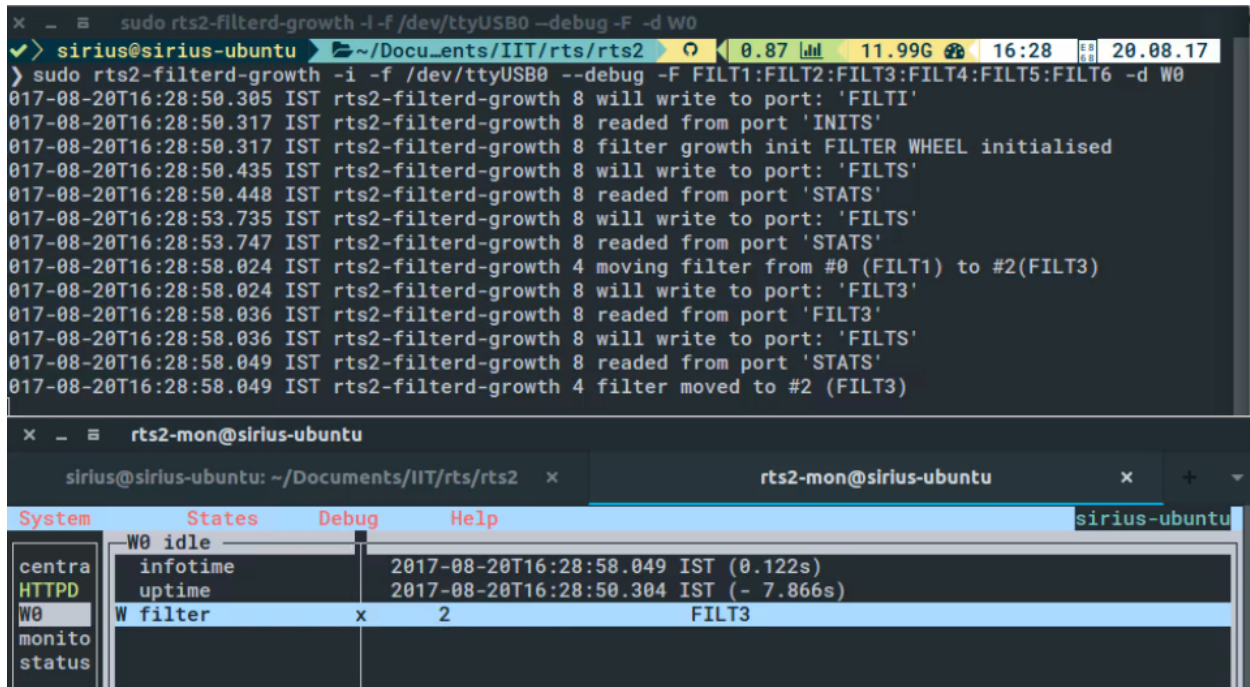 sudo rts2-filterd-growth -i -f /dev/ttyUSB0 --debug -F -d W0
sirius@sirius-ubuntu ~/Docu…ents/IIT/rts/rts2 0.87 11.99G 16:28 20.08.17
❯ sudo rts2-filterd-growth -i -f /dev/ttyUSB0 --debug -F FILT1:FILT2:FILT3:FILT4:FILT5:FILT6 -d W0
017-08-20T16:28:50.305 IST rts2-filterd-growth 8 will write to port: 'FILTI'
017-08-20T16:28:50.317 IST rts2-filterd-growth 8 readed from port 'INITS'
017-08-20T16:28:50.317 IST rts2-filterd-growth 8 filter growth init FILTER WHEEL initialised
017-08-20T16:28:50.435 IST rts2-filterd-growth 8 will write to port: 'FILTS'
017-08-20T16:28:50.448 IST rts2-filterd-growth 8 readed from port 'STATS'
017-08-20T16:28:53.735 IST rts2-filterd-growth 8 will write to port: 'FILTS'
017-08-20T16:28:53.747 IST rts2-filterd-growth 8 readed from port 'STATS'
017-08-20T16:28:58.024 IST rts2-filterd-growth 4 moving filter from #0 (FILT1) to #2(FILT3)
017-08-20T16:28:58.024 IST rts2-filterd-growth 8 will write to port: 'FILT3'
017-08-20T16:28:58.036 IST rts2-filterd-growth 8 readed from port 'FILT3'
017-08-20T16:28:58.036 IST rts2-filterd-growth 8 will write to port: 'FILTS'
017-08-20T16:28:58.049 IST rts2-filterd-growth 8 readed from port 'STATS'
017-08-20T16:28:58.049 IST rts2-filterd-growth 4 filter moved to #2 (FILT3)
rts2-mon@sirius-ubuntu
sirius@sirius-ubuntu: ~/Documents/IIT/rts/rts2 × rts2-mon@sirius-ubuntu × +
System States Debug Help sirius-ubuntu
W0 idle
centra infotime 2017-08-20T16:28:58.049 IST (0.122s)
HTTPD uptime 2017-08-20T16:28:50.304 IST (- 7.866s)
W0 W filter x 2 FILT3
monito
status